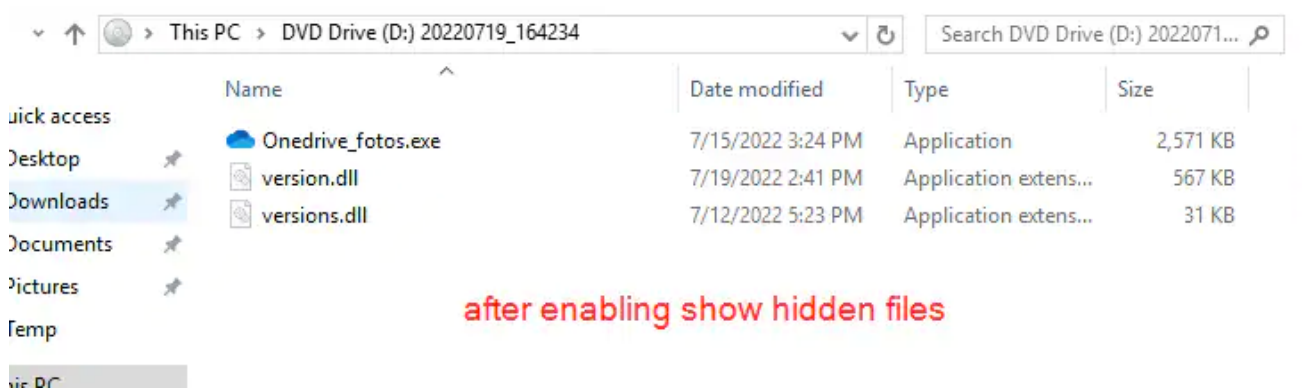 This PC > DVD Drive (D:) 20220719_164234
Search DVD Drive (D:) 2022071...
Name Date modified Type Size
uick access
Desktop
Downloads
Documents
Pictures
Temp
his PC
Onedrive_fotos.exe 7/15/2022 3:24 PM Application 2,571 KB
version.dll 7/19/2022 2:41 PM Application extens... 567 KB
versions.dll 7/12/2022 5:23 PM Application extens... 31 KB
after enabling show hidden files